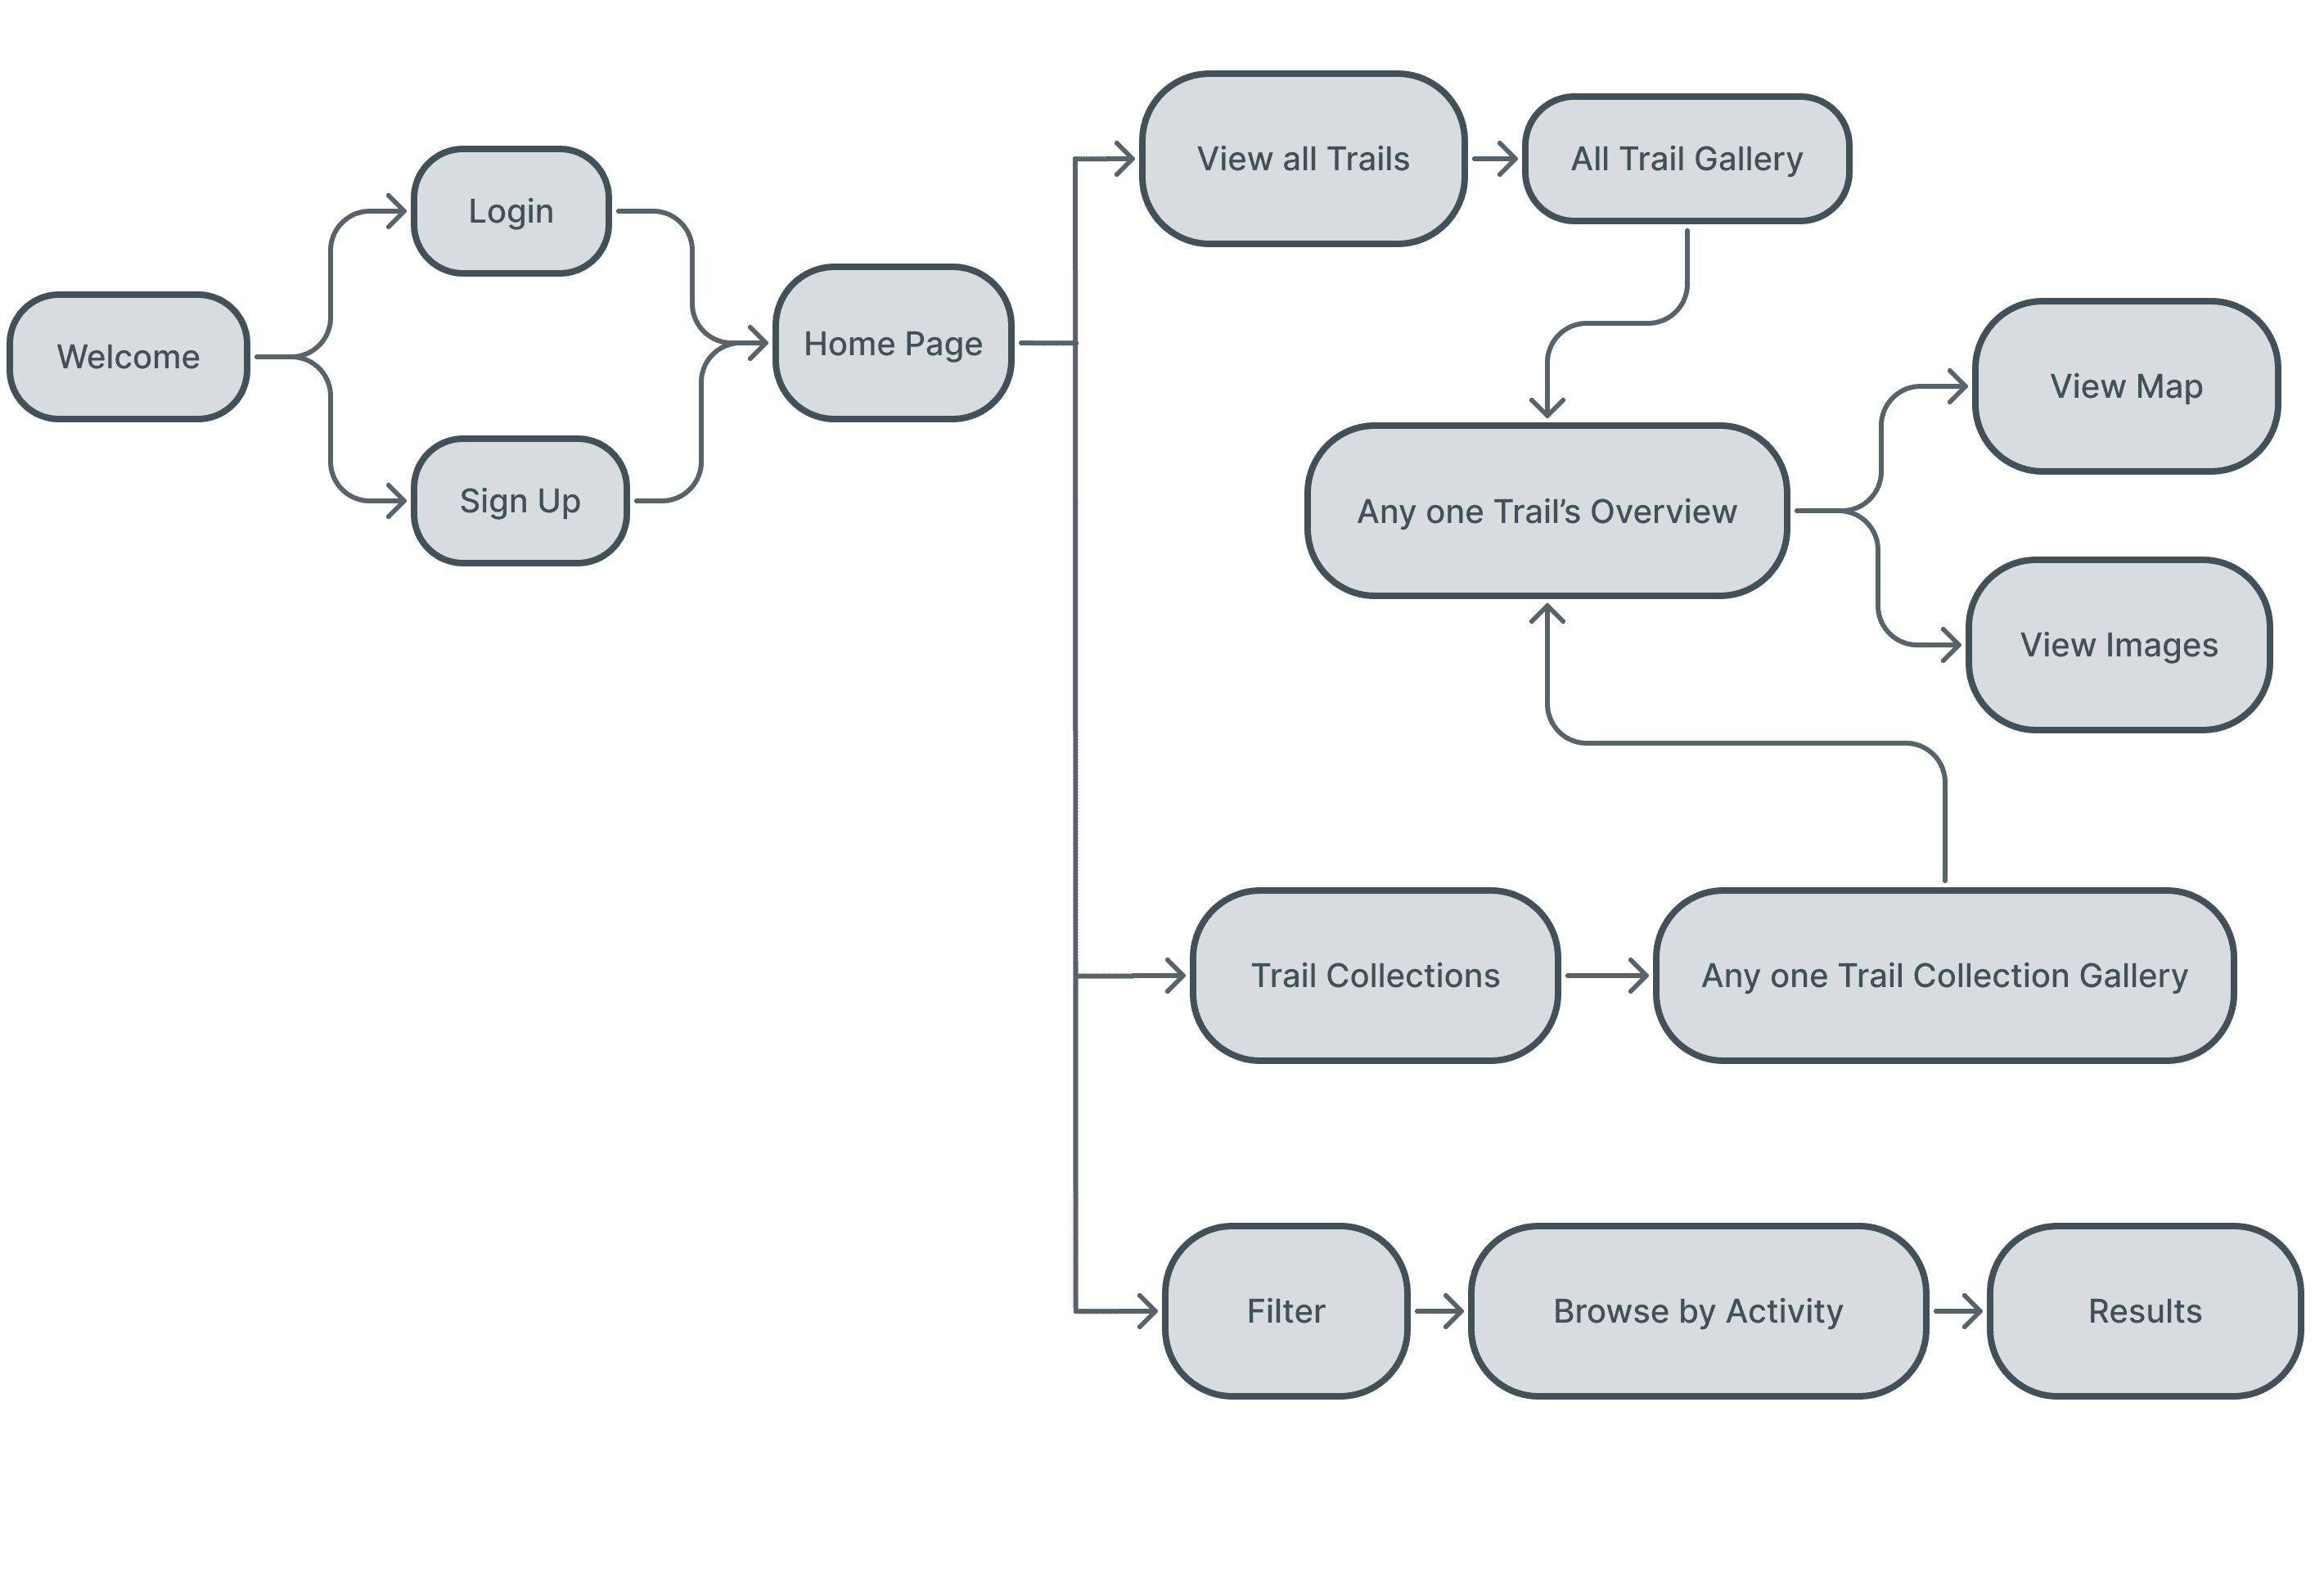 Welcome
Login
Sign Up
Home Page
View all Trails
All Trail Gallery
Any one Trail’s Overview
View Map
View Images
Trail Collections
Any one Trail Collection Gallery
Filter
Browse by Activity
Results